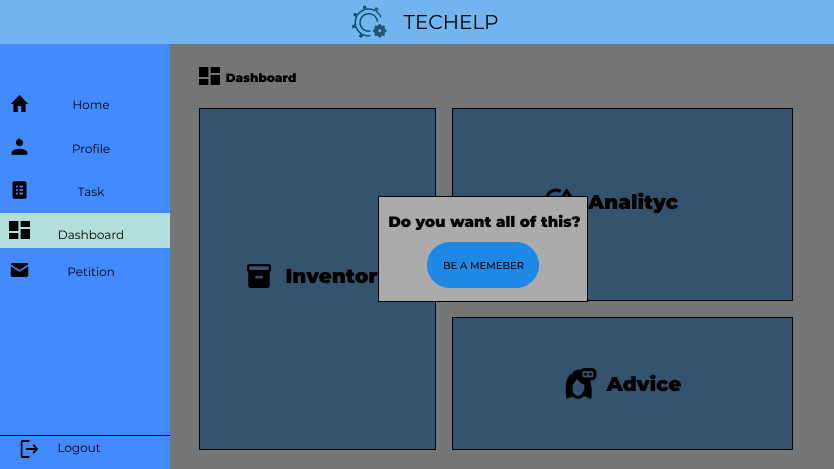 TECHELP
Home
Profile
Task
Dashboard
Petition
Logout
Dashboard
Inventor
Analityc
Do you want all of this?
BE A MEMEBER
Advice